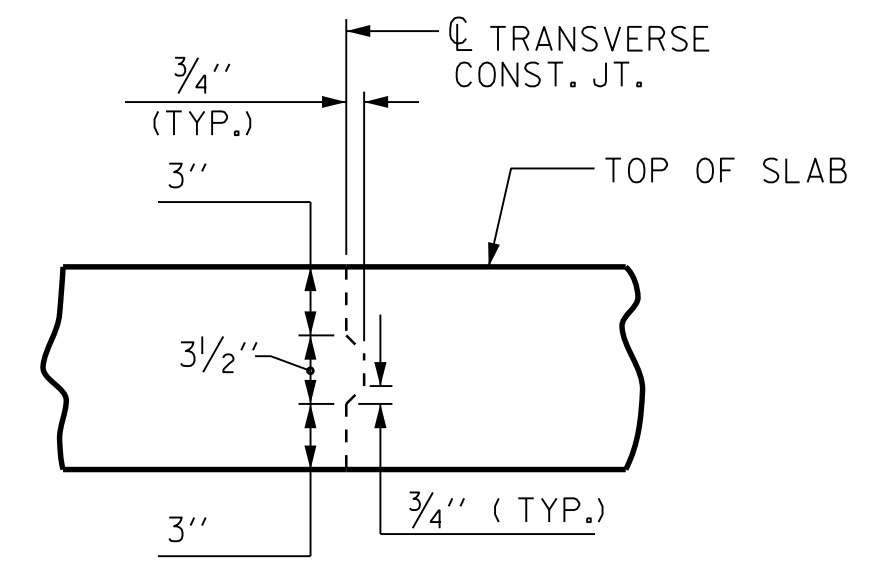 ℄ TRANSVERSE
CONST. JT.
3/4"
(TYP.)
3"
TOP OF SLAB
3 1/2"
3/4" (TYP.)
3"